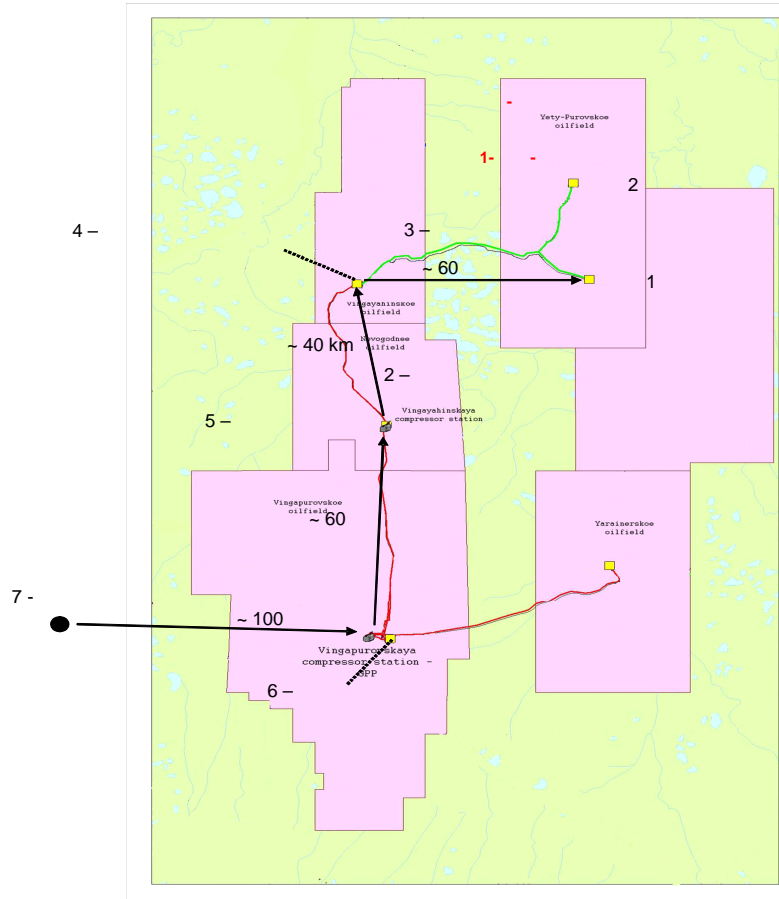 Yety-Purovskoe
oilfield
1-
-
-
2
4 –
3 –
~ 60
1
Vingayahinskoe
oilfield
~ 40 km
Novogodnee
oilfield
2 –
5 –
Vingayahinskaya
compressor station
Vingapurovskoe
oilfield
~ 60
Yarainerskoe
oilfield
7 -
~ 100
Vingapurovskaya
compressor station -
GPP
6 –